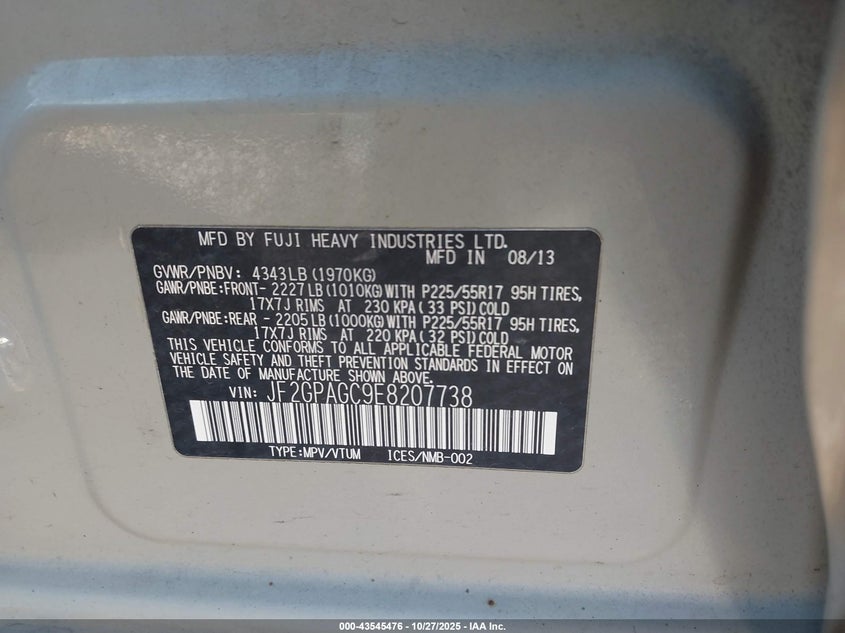 MFD BY FUJI HEAVY INDUSTRIES LTD.
MFD IN 08/13
GVWR/PNBV: 4343LB (1970KG)
GAWR/PNBE:FRONT- 2227LB (1010KG) WITH P225/55R17 95H TIRES,
17X7J RIMS AT 230 KPA ( 33 PSI) COLD
GAWR/PNBE:REAR - 2205LB (1000KG) WITH P225/55R17 95H TIRES,
17X7J RIMS AT 220 KPA ( 32 PSI) COLD
THIS VEHICLE CONFORMS TO ALL APPLICABLE FEDERAL MOTOR
VEHICLE SAFETY AND THEFT PREVENTION STANDARDS IN EFFECT ON
THE DATE OF MANUFACTURE SHOWN ABOVE.
VIN: JF2GPAGC9E8207738
TYPE:MPV/VTUM ICES/NMB-002
000-43545476 - 10/27/2025 - IAA Inc.